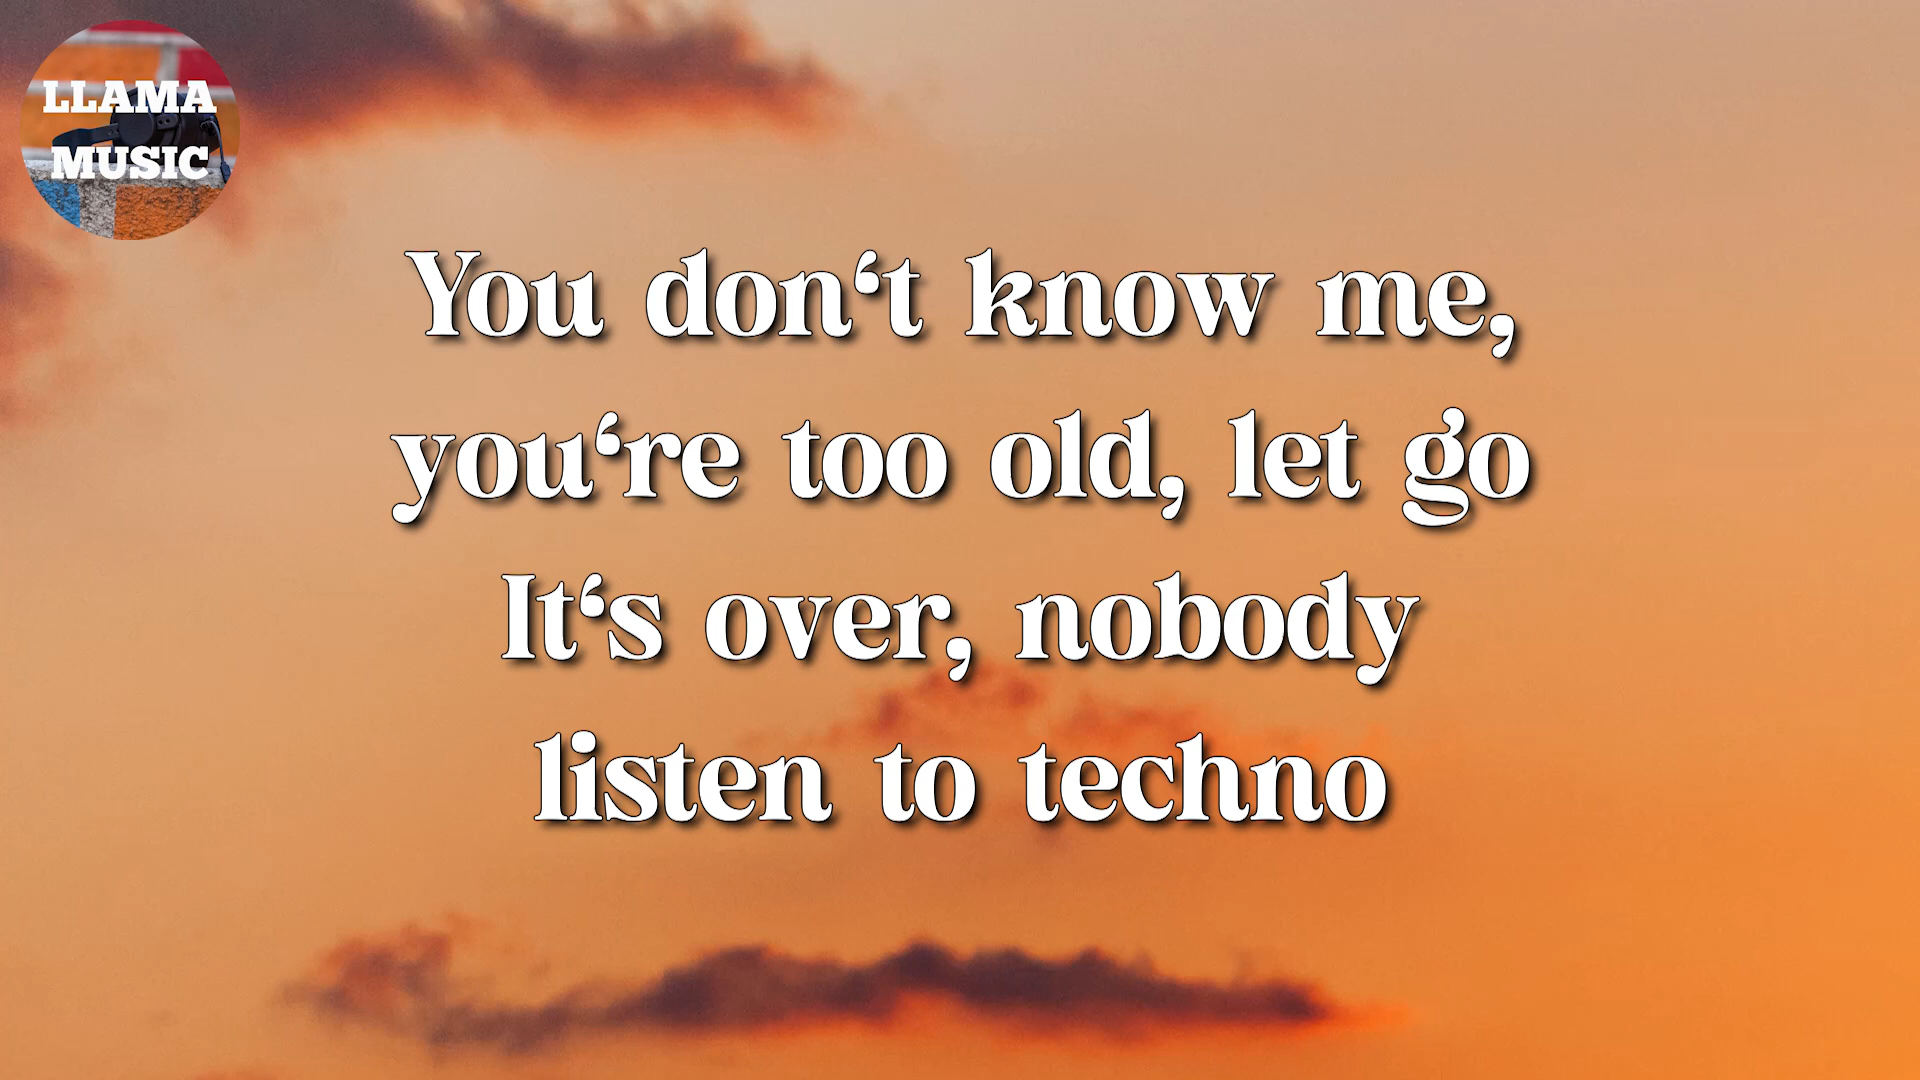 LLAMA
MUSIC
You don‘t know me,
you‘re too old, let go
It‘s over, nobody
listen to techno